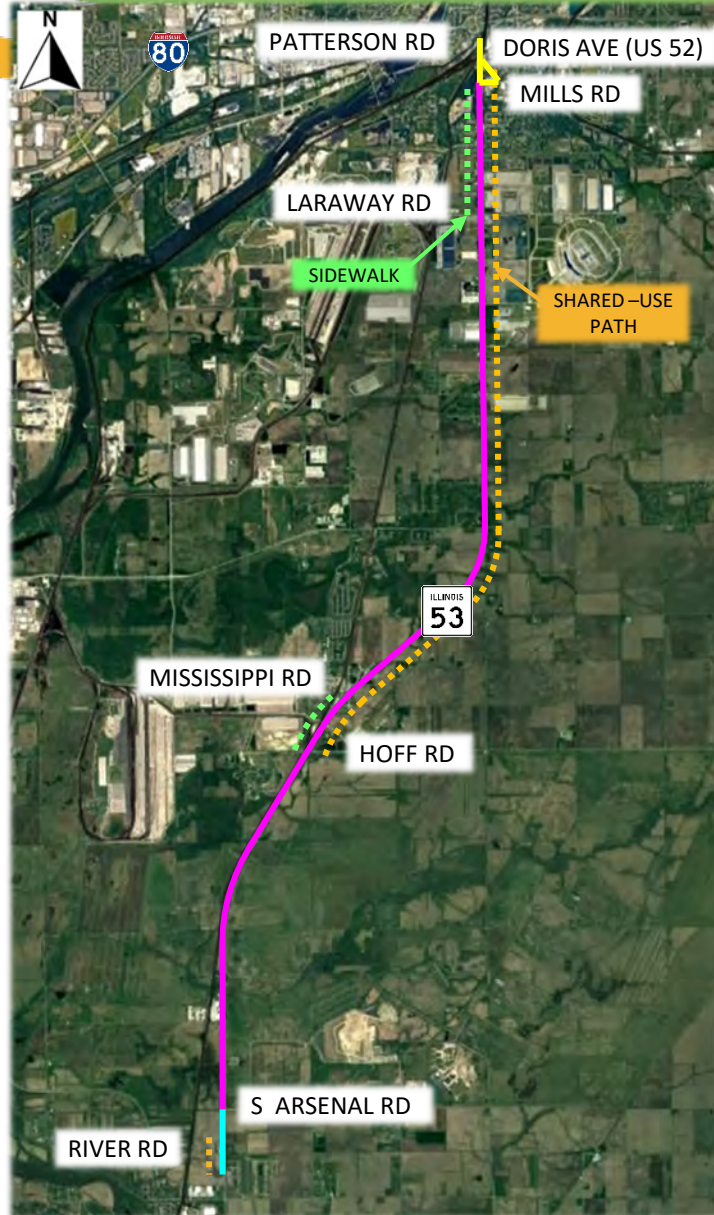 N
INTERSTATE
80
PATTERSON RD
DORIS AVE (US 52)
MILLS RD
LARAWAY RD
SIDEWALK
SHARED–USE
PATH
ILLINOIS
53
MISSISSIPPI RD
HOFF RD
S ARSENAL RD
RIVER RD